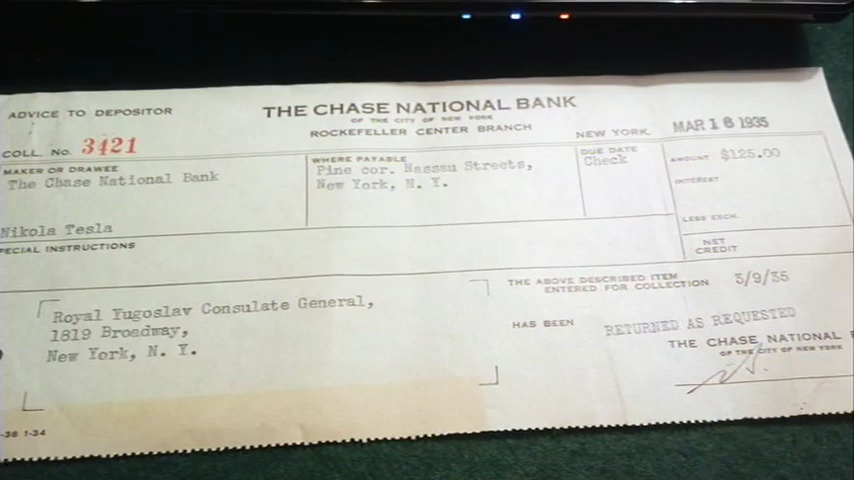 ADVICE TO DEPOSITOR
THE CHASE NATIONAL BANK
OF THE CITY OF NEW YORK
ROCKEFELLER CENTER BRANCH
NEW YORK, MAR 16 1935
COLL. No. 3421
MAKER OR DRAWEE
The Chase National Bank
Nikola Tesla
WHERE PAYABLE
Pine cor. Nassau Streets,
New York, N. Y.
DUE DATE
Check
AMOUNT $125.00
INTEREST
LESS EXCH.
NET
CREDIT
PECIAL INSTRUCTIONS
Royal Yugoslav Consulate General,
1819 Broadway,
New York, N. Y.
THE ABOVE DESCRIBED ITEM
ENTERED FOR COLLECTION 3/9/35
HAS BEEN RETURNED AS REQUESTED
THE CHASE NATIONAL
OF THE CITY OF NEW YORK
-38 1-34